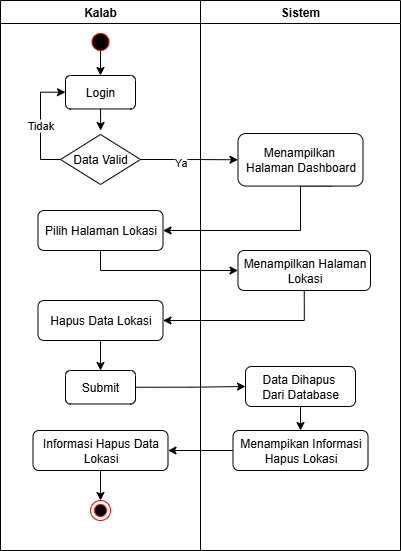 Kalab
Sistem
Login
Tidak
Data Valid
Ya
Menampilkan
Halaman Dashboard
Pilih Halaman Lokasi
Menampilkan Halaman
Lokasi
Hapus Data Lokasi
Submit
Data Dihapus
Dari Database
Menampikan Informasi
Hapus Lokasi
Informasi Hapus Data
Lokasi